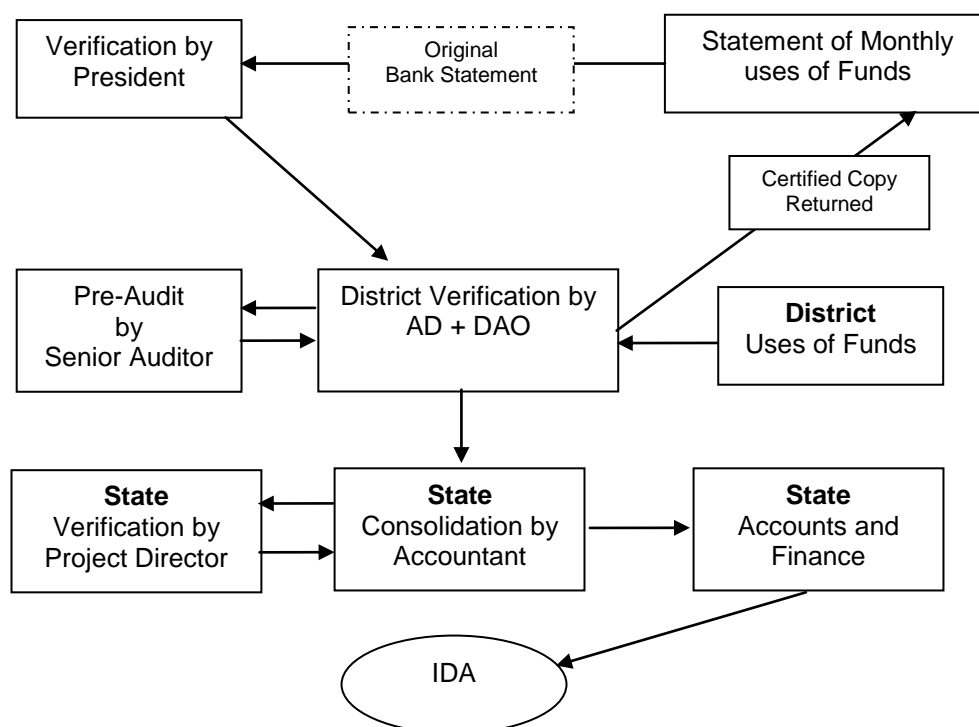 Verification by
President
Original
Bank Statement
Statement of Monthly
uses of Funds
Certified Copy
Returned
Pre-Audit
by
Senior Auditor
District Verification by
AD + DAO
District
Uses of Funds
State
Verification by
Project Director
State
Consolidation by
Accountant
State
Accounts and
Finance
IDA